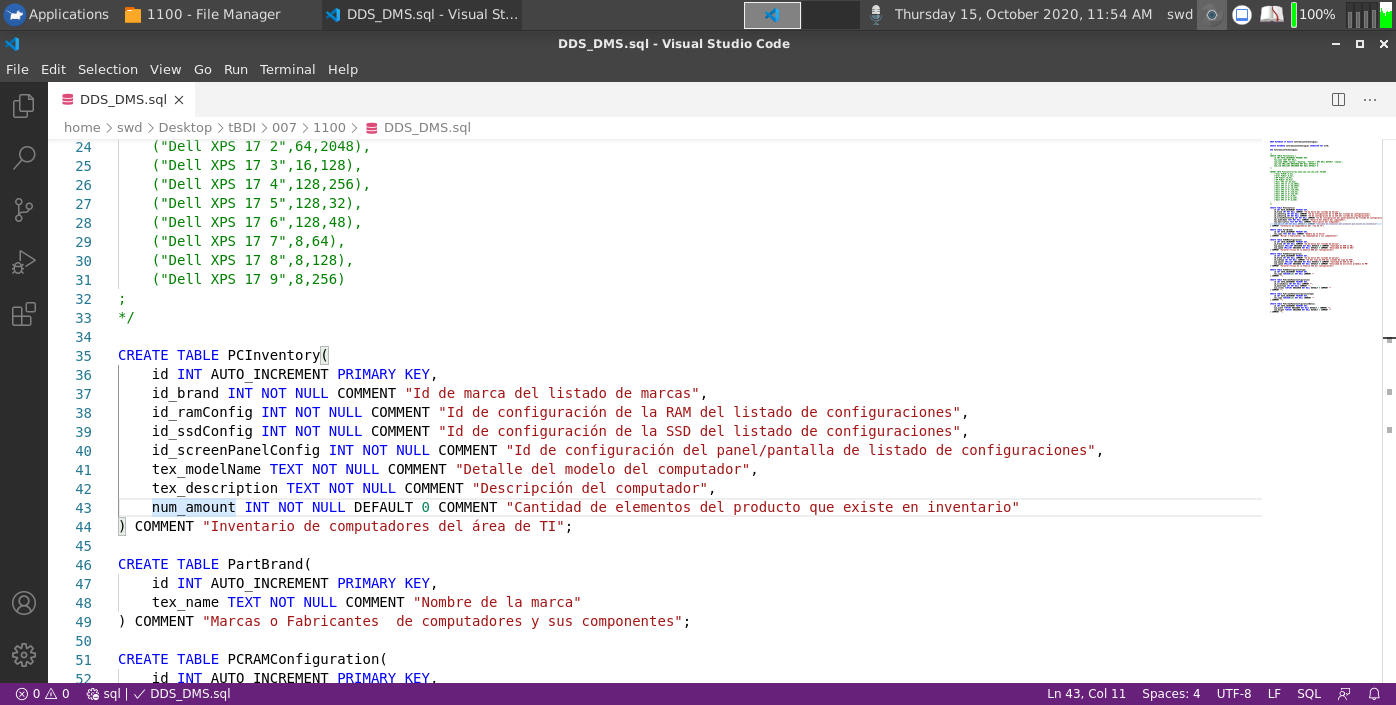 Applications 1100 - File Manager DDS_DMS.sql - Visual St... Thursday 15, October 2020, 11:54 AM swd 100%
DDS_DMS.sql - Visual Studio Code
File Edit Selection View Go Run Terminal Help
DDS_DMS.sql
home > swd > Desktop > tBDI > 007 > 1100 > DDS_DMS.sql
24     ("Dell XPS 17 2",64,2048),
25     ("Dell XPS 17 3",16,128),
26     ("Dell XPS 17 4",128,256),
27     ("Dell XPS 17 5",128,32),
28     ("Dell XPS 17 6",128,48),
29     ("Dell XPS 17 7",8,64),
30     ("Dell XPS 17 8",8,128),
31     ("Dell XPS 17 9",8,256)
32 ;
33 */
34
35 CREATE TABLE PCInventory(
36     id INT AUTO_INCREMENT PRIMARY KEY,
37     id_brand INT NOT NULL COMMENT "Id de marca del listado de marcas",
38     id_ramConfig INT NOT NULL COMMENT "Id de configuración de la RAM del listado de configuraciones",
39     id_ssdConfig INT NOT NULL COMMENT "Id de configuración de la SSD del listado de configuraciones",
40     id_screenPanelConfig INT NOT NULL COMMENT "Id de configuración del panel/pantalla de listado de configuraciones",
41     tex_modelName TEXT NOT NULL COMMENT "Detalle del modelo del computador",
42     tex_description TEXT NOT NULL COMMENT "Descripción del computador",
43     num_amount INT NOT NULL DEFAULT 0 COMMENT "Cantidad de elementos del producto que existe en inventario"
44 ) COMMENT "Inventario de computadores del área de TI";
45
46 CREATE TABLE PartBrand(
47     id INT AUTO_INCREMENT PRIMARY KEY,
48     tex_name TEXT NOT NULL COMMENT "Nombre de la marca"
49 ) COMMENT "Marcas o Fabricantes  de computadores y sus componentes";
50
51 CREATE TABLE PCRAMConfiguration(
52     id INT AUTO_INCREMENT PRIMARY KEY,
0 0 sql | DDS_DMS.sql Ln 43, Col 11 Spaces: 4 UTF-8 LF SQL